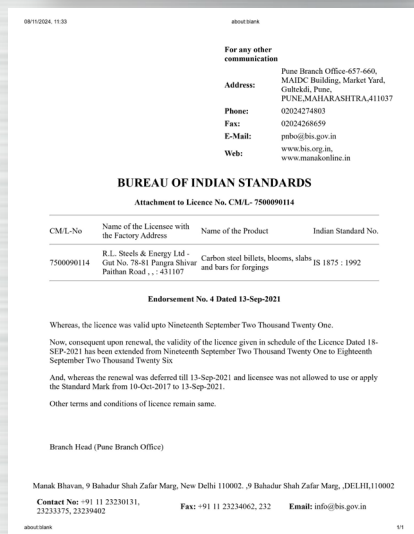 08/11/2024, 11:33 about:blank
For any other
communication
Address: Pune Branch Office-657-660,
MAIDC Building, Market Yard,
Gultekdi, Pune,
PUNE,MAHARASHTRA,411037
Phone: 02024274803
Fax: 02024268659
E-Mail: pnbo@bis.gov.in
Web: www.bis.org.in,
www.manakonline.in
BUREAU OF INDIAN STANDARDS
Attachment to Licence No. CM/L- 7500090114
CM/L-No Name of the Licensee with
the Factory Address Name of the Product Indian Standard No.
7500090114 R.L. Steels & Energy Ltd -
Gut No. 78-81 Pangra Shivar
Paithan Road , , : 431107 Carbon steel billets, blooms, slabs
and bars for forgings IS 1875 : 1992
Endorsement No. 4 Dated 13-Sep-2021
Whereas, the licence was valid upto Nineteenth September Two Thousand Twenty One.
Now, consequent upon renewal, the validity of the licence given in schedule of the Licence Dated 18-
SEP-2021 has been extended from Nineteenth September Two Thousand Twenty One to Eighteenth
September Two Thousand Twenty Six
And, whereas the renewal was deferred till 13-Sep-2021 and licensee was not allowed to use or apply
the Standard Mark from 10-Oct-2017 to 13-Sep-2021.
Other terms and conditions of licence remain same.
Branch Head (Pune Branch Office)
Manak Bhavan, 9 Bahadur Shah Zafar Marg, New Delhi 110002. ,9 Bahadur Shah Zafar Marg, ,DELHI,110002
Contact No: +91 11 23230131,
23233375, 23239402 Fax: +91 11 23234062, 232 Email: info@bis.gov.in
about:blank 1/1